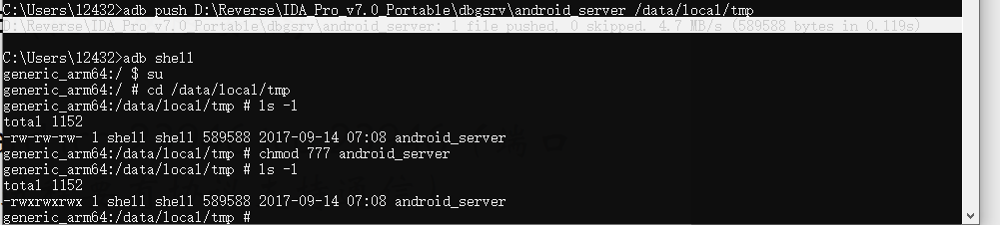 C:\Users\12432>adb push D:\Reverse\IDA_Pro_v7.0_Portable\dbgsrv\android_server /data/local/tmp
D:\Reverse\IDA_Pro_v7.0_Portable\dbgsrv\android_server: 1 file pushed, 0 skipped. 4.7 MB/s (589588 bytes in 0.119s)
C:\Users\12432>adb shell
generic_arm64:/ $ su
generic_arm64:/ # cd /data/local/tmp
generic_arm64:/data/local/tmp # ls -l
total 1152
-rw-rw-rw- 1 shell shell 589588 2017-09-14 07:08 android_server
generic_arm64:/data/local/tmp # chmod 777 android_server
generic_arm64:/data/local/tmp # ls -l
total 1152
-rwxrwxrwx 1 shell shell 589588 2017-09-14 07:08 android_server
generic_arm64:/data/local/tmp #